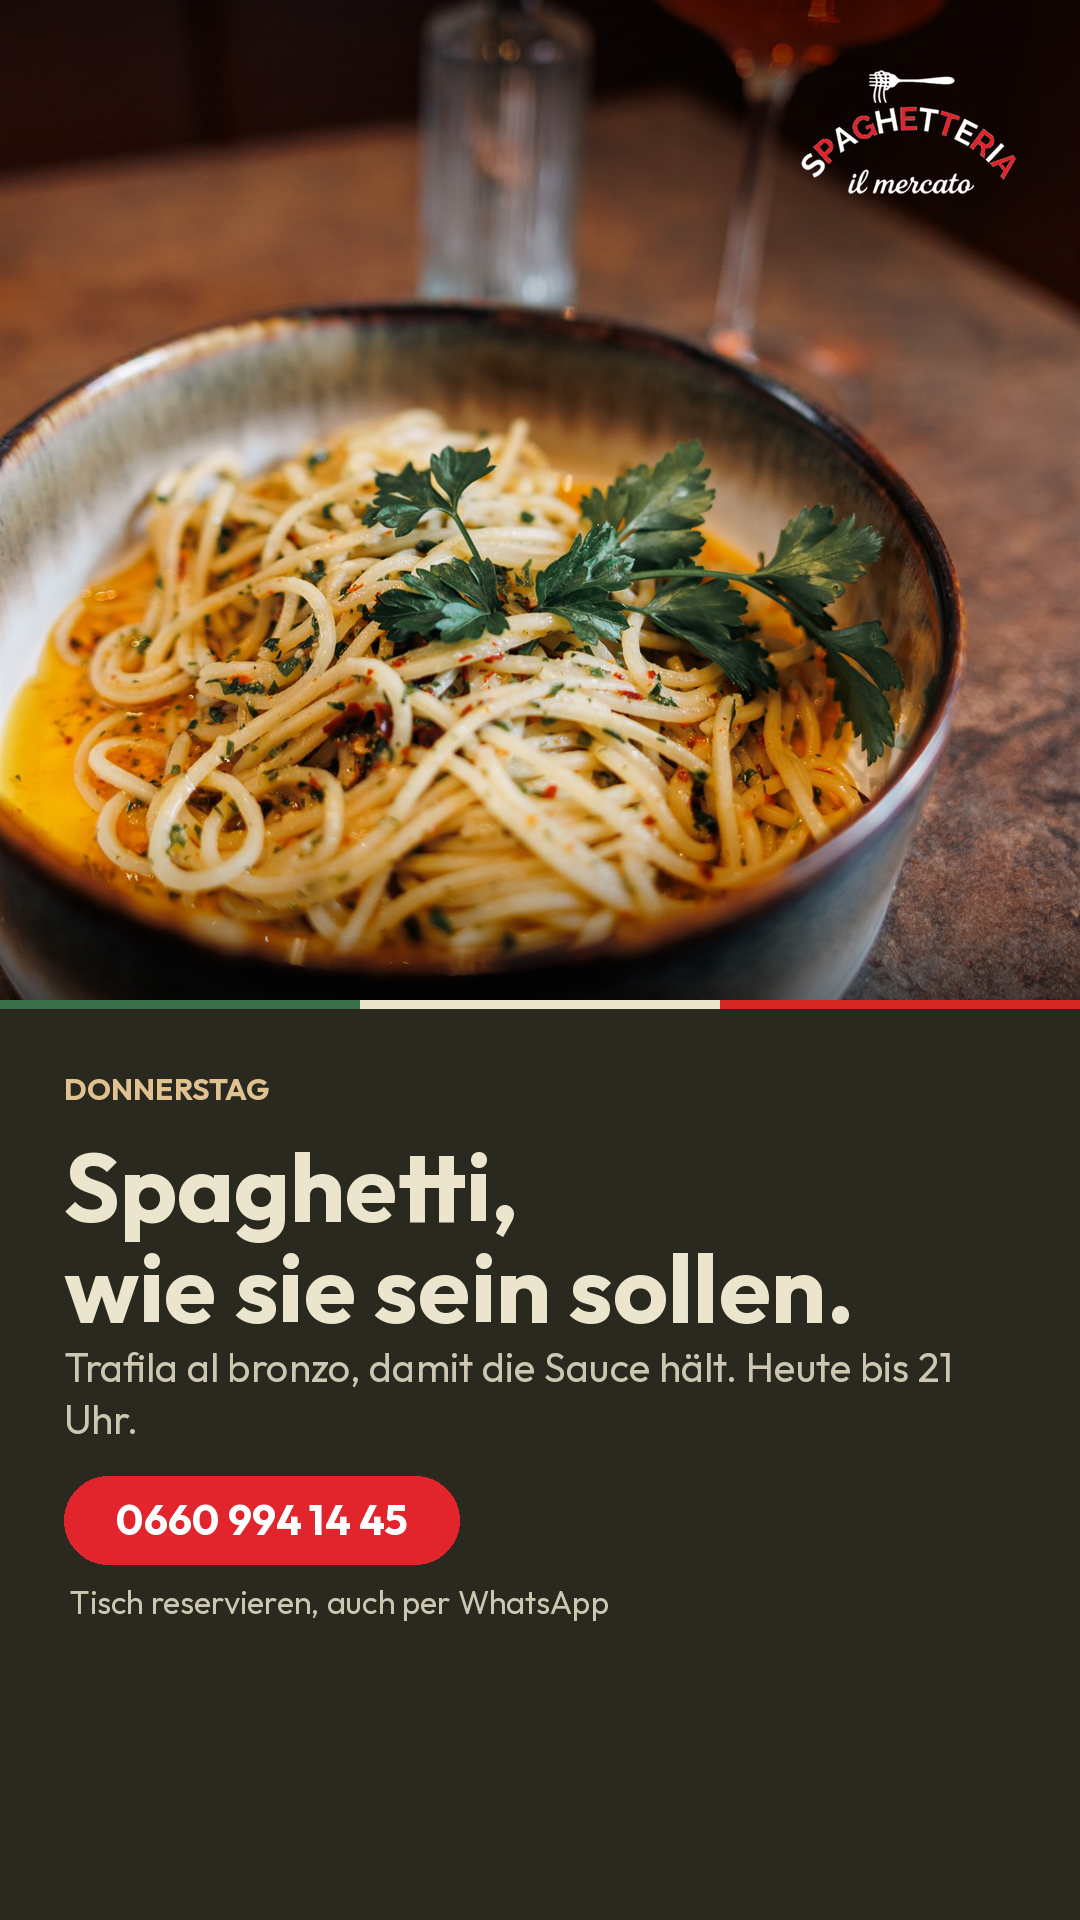 SPAGHETTERIA
il mercato
DONNERSTAG
Spaghetti,
wie sie sein sollen.
Trafila al bronzo, damit die Sauce hält. Heute bis 21
Uhr.
0660 994 14 45
Tisch reservieren, auch per WhatsApp